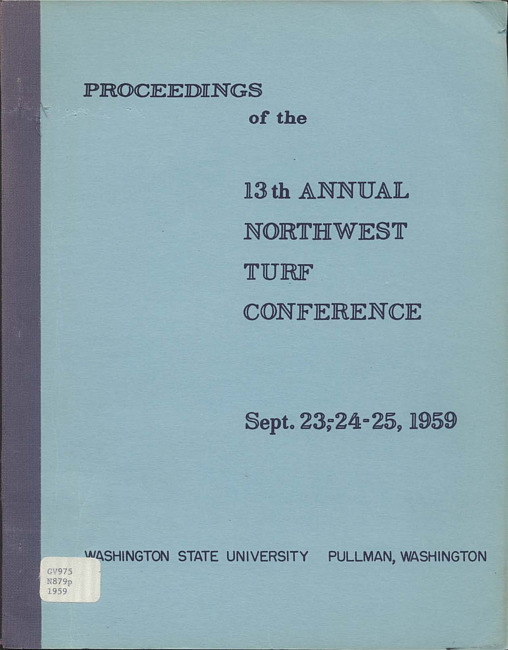 PROCEEDINGS
of the
13th ANNUAL
NORTHWEST
TURF
CONFERENCE
Sept. 23,-24-25, 1959
WASHINGTON STATE UNIVERSITY PULLMAN, WASHINGTON
GV975
N879p
1959